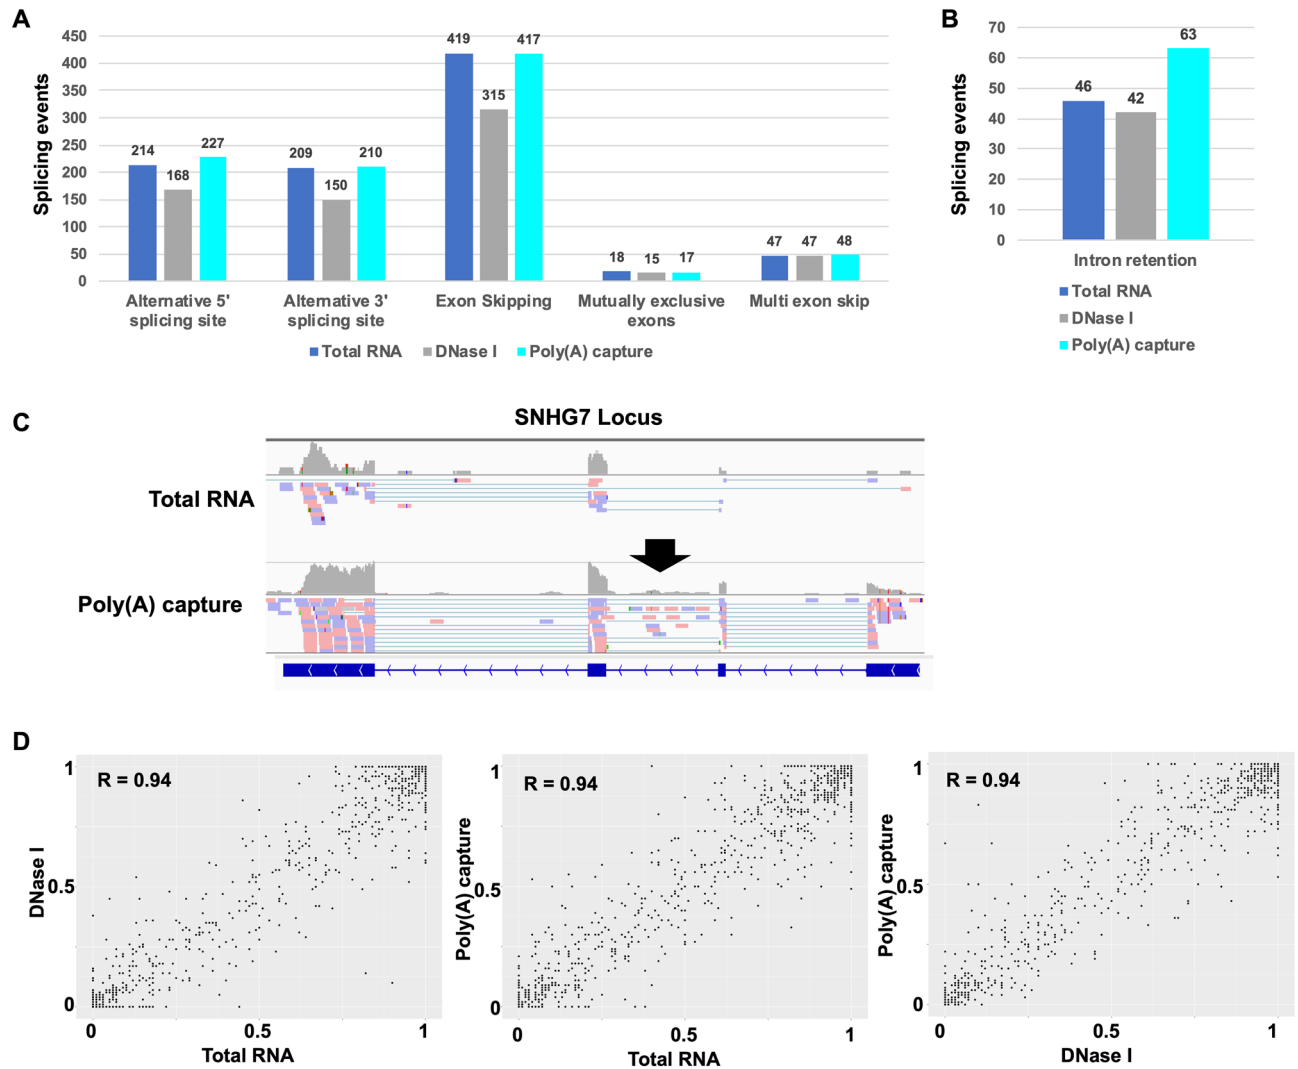 A
Splicing events
450
400
350
300
250
200
150
100
50
0
214
168
227
209
150
210
419
315
417
18
15
17
47
47
48
Alternative 5'
splicing site
Alternative 3'
splicing site
Exon Skipping
Mutually exclusive
exons
Multi exon skip
Total RNA
DNase I
Poly(A) capture
B
Splicing events
70
60
50
40
30
20
10
0
46
42
63
Intron retention
Total RNA
DNase I
Poly(A) capture
C
SNHG7 Locus
Total RNA
Poly(A) capture
D
R = 0.94
DNase I
1
0.5
0
0
0.5
1
Total RNA
R = 0.94
Poly(A) capture
1
0.5
0
0
0.5
1
Total RNA
R = 0.94
Poly(A) capture
1
0.5
0
0
0.5
1
DNase I